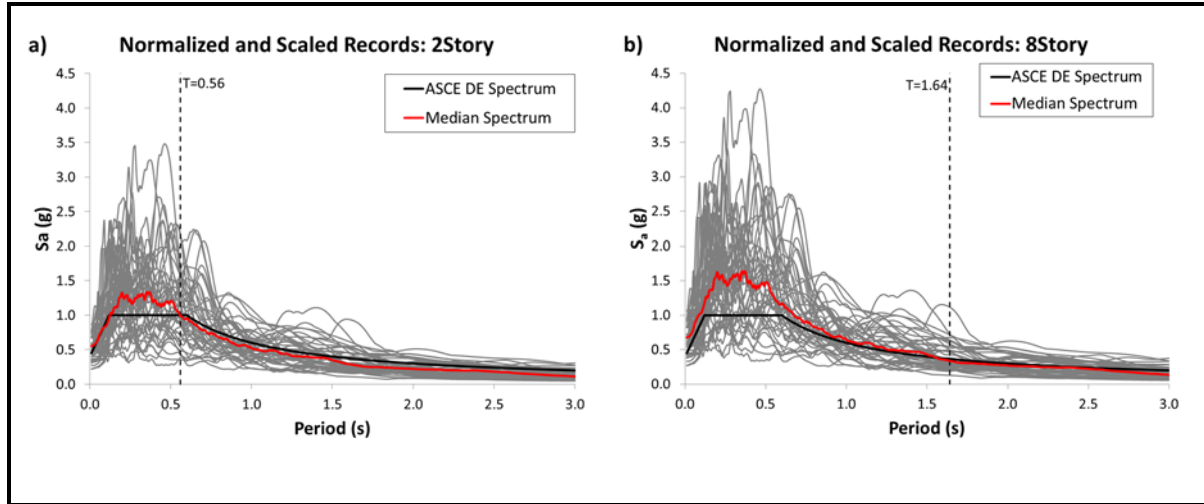 a) Normalized and Scaled Records: 2Story
4.5
4.0
3.5
3.0
2.5
2.0
1.5
1.0
0.5
0.0
Sa (g)
T=0.56
ASCE DE Spectrum
Median Spectrum
0.0 0.5 1.0 1.5 2.0 2.5 3.0
Period (s)
b) Normalized and Scaled Records: 8Story
4.5
4.0
3.5
3.0
2.5
2.0
1.5
1.0
0.5
0.0
Sa (g)
T=1.64
ASCE DE Spectrum
Median Spectrum
0.0 0.5 1.0 1.5 2.0 2.5 3.0
Period (s)